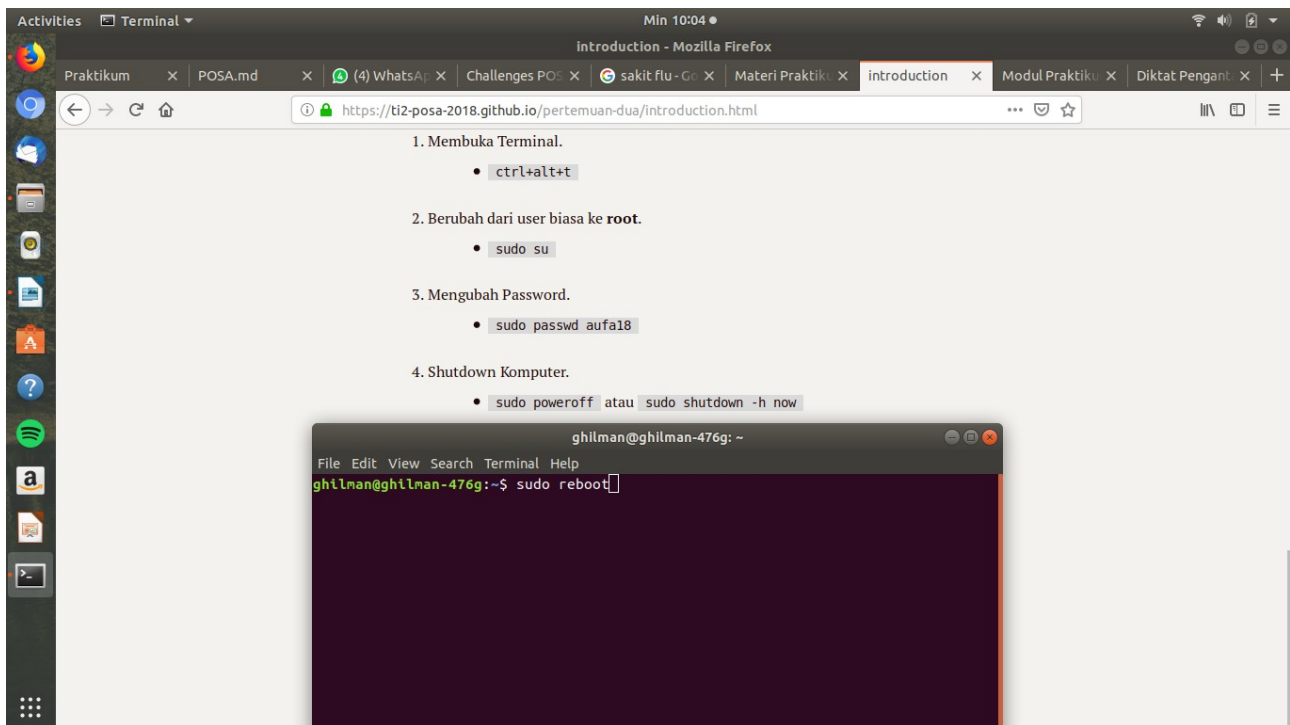 Activities Terminal Min 10:04
introduction - Mozilla Firefox
Praktikum POSA.md (4) WhatsAp Challenges POS sakit flu - Go Materi Praktiku introduction Modul Praktiku Diktat Pengant
https://ti2-posa-2018.github.io/pertemuan-dua/introduction.html
1. Membuka Terminal.
• ctrl+alt+t
2. Berubah dari user biasa ke root.
• sudo su
3. Mengubah Password.
• sudo passwd aufa18
4. Shutdown Komputer.
• sudo poweroff atau sudo shutdown -h now
ghilman@ghilman-476g: ~
File Edit View Search Terminal Help
ghilman@ghilman-476g:~$ sudo reboot